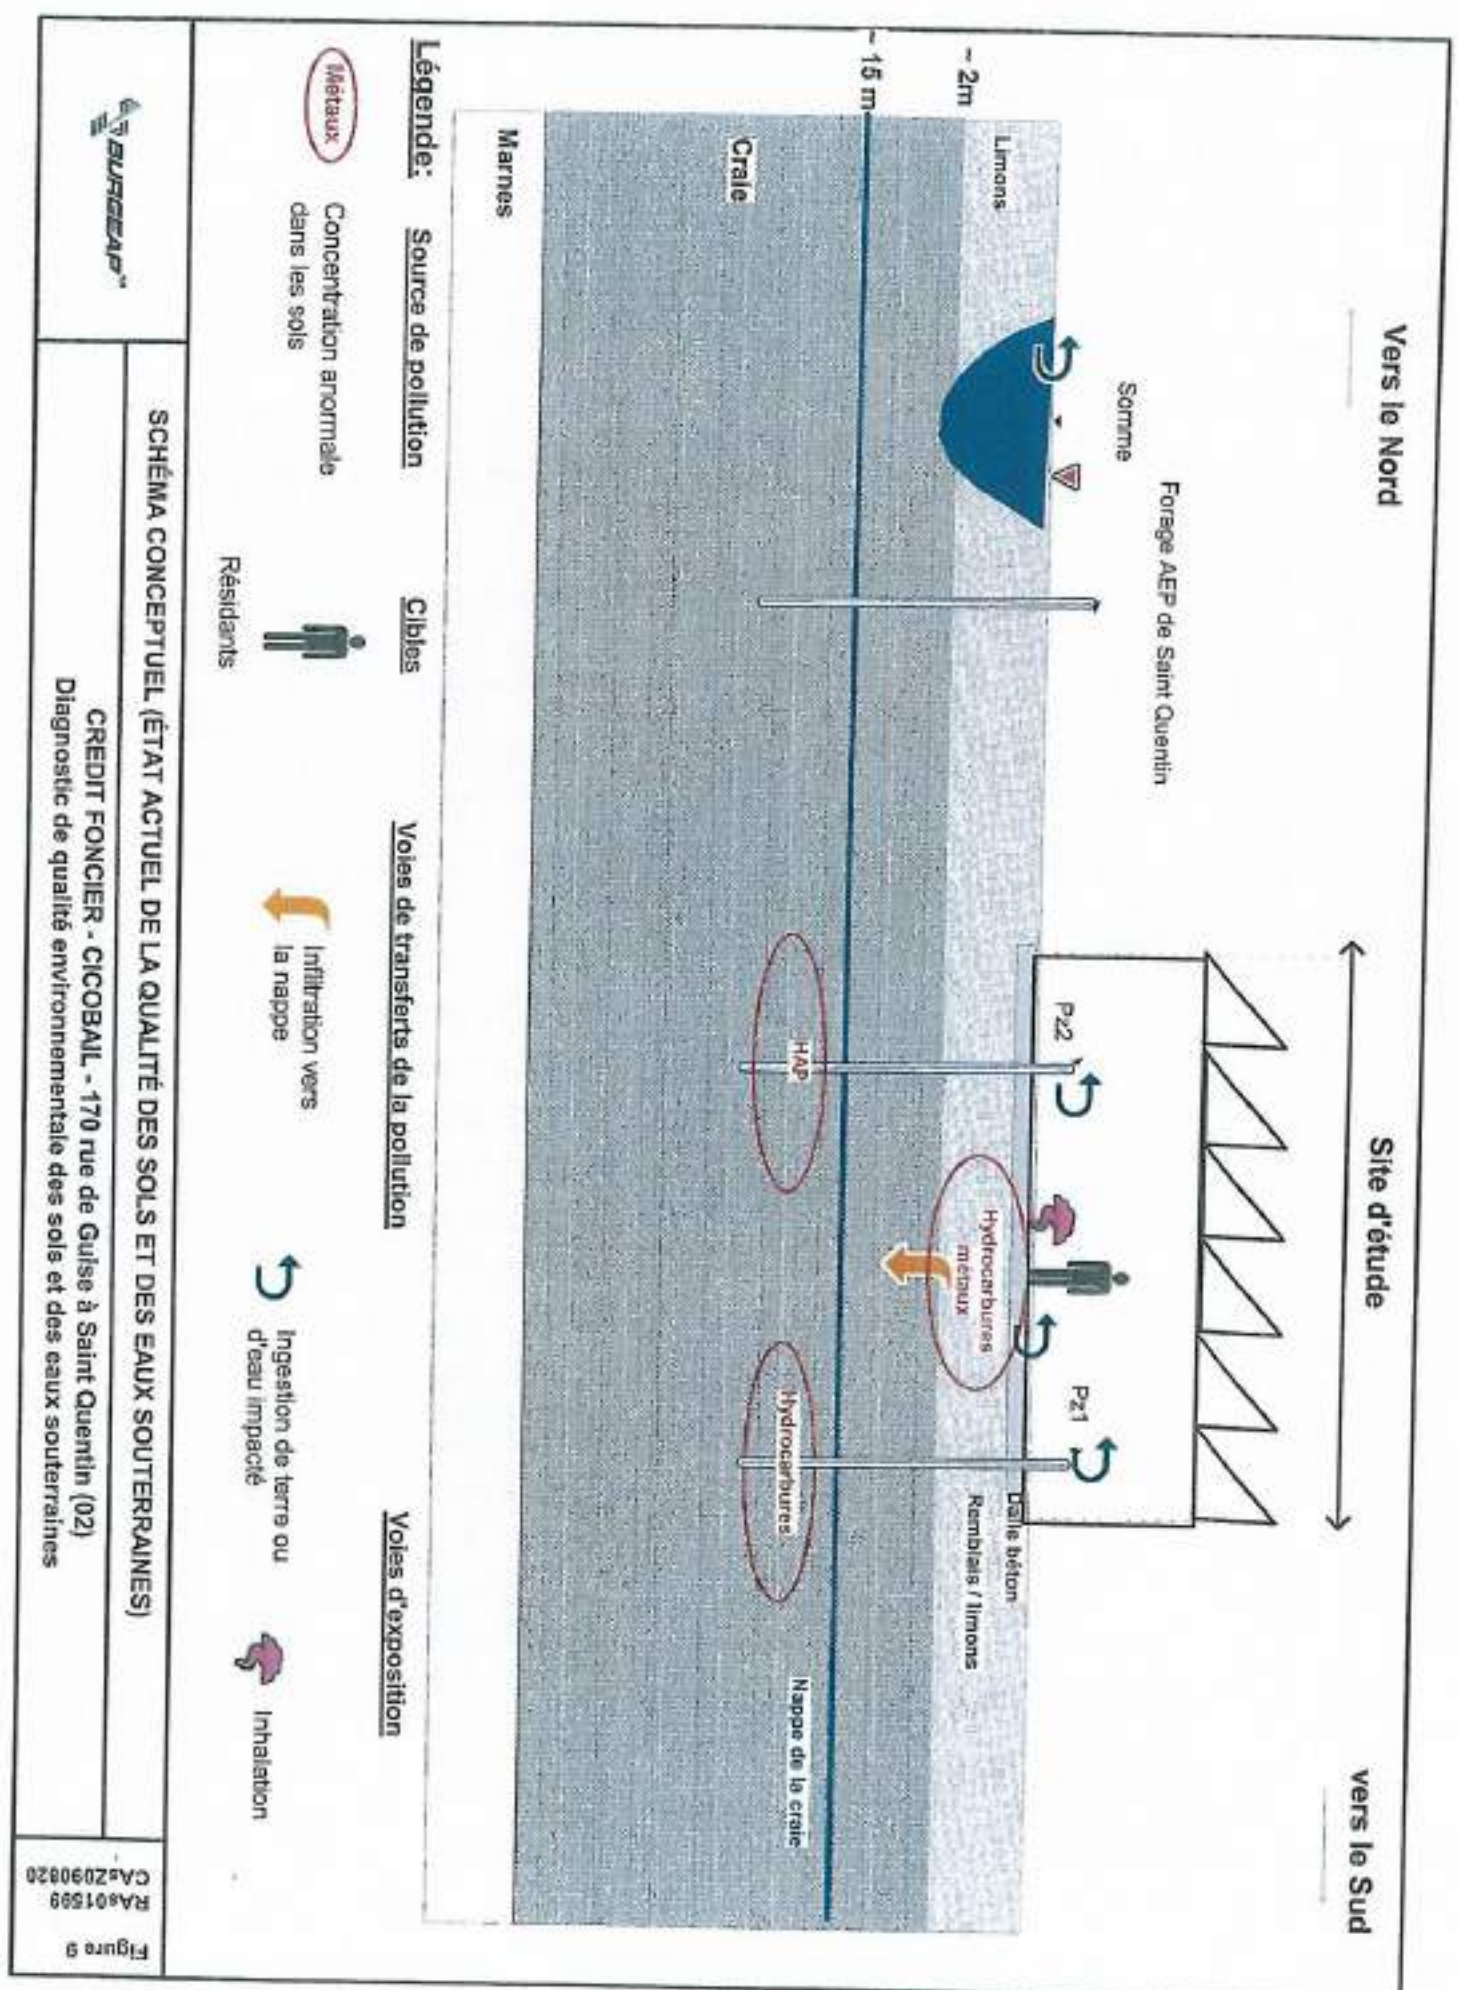 Vers le Nord
Site d'étude
vers le Sud
Forage AEP de Saint Quentin
Somme
Pz2
Pz1
Limons
Dalle béton
Hydrocarbures
métaux
Remblais / limons
~ 2m
~ 15 m
Nappe de la craie
Craie
HAP
Hydrocarbures
Marnes
Légende:
Source de pollution
Cibles
Voies de transferts de la pollution
Voies d'exposition
Métaux
Concentration anormale
dans les sols
Résidants
Infiltration vers
la nappe
Ingestion de terre ou
d'eau impacté
Inhalation
BURGEAP
SCHÉMA CONCEPTUEL (ÉTAT ACTUEL DE LA QUALITÉ DES SOLS ET DES EAUX SOUTERRAINES)
CREDIT FONCIER - CICOBAIL - 170 rue de Guise à Saint Quentin (02)
Diagnostic de qualité environnementale des sols et des eaux souterraines
Figure 9
RAs01599
CAsZ090820